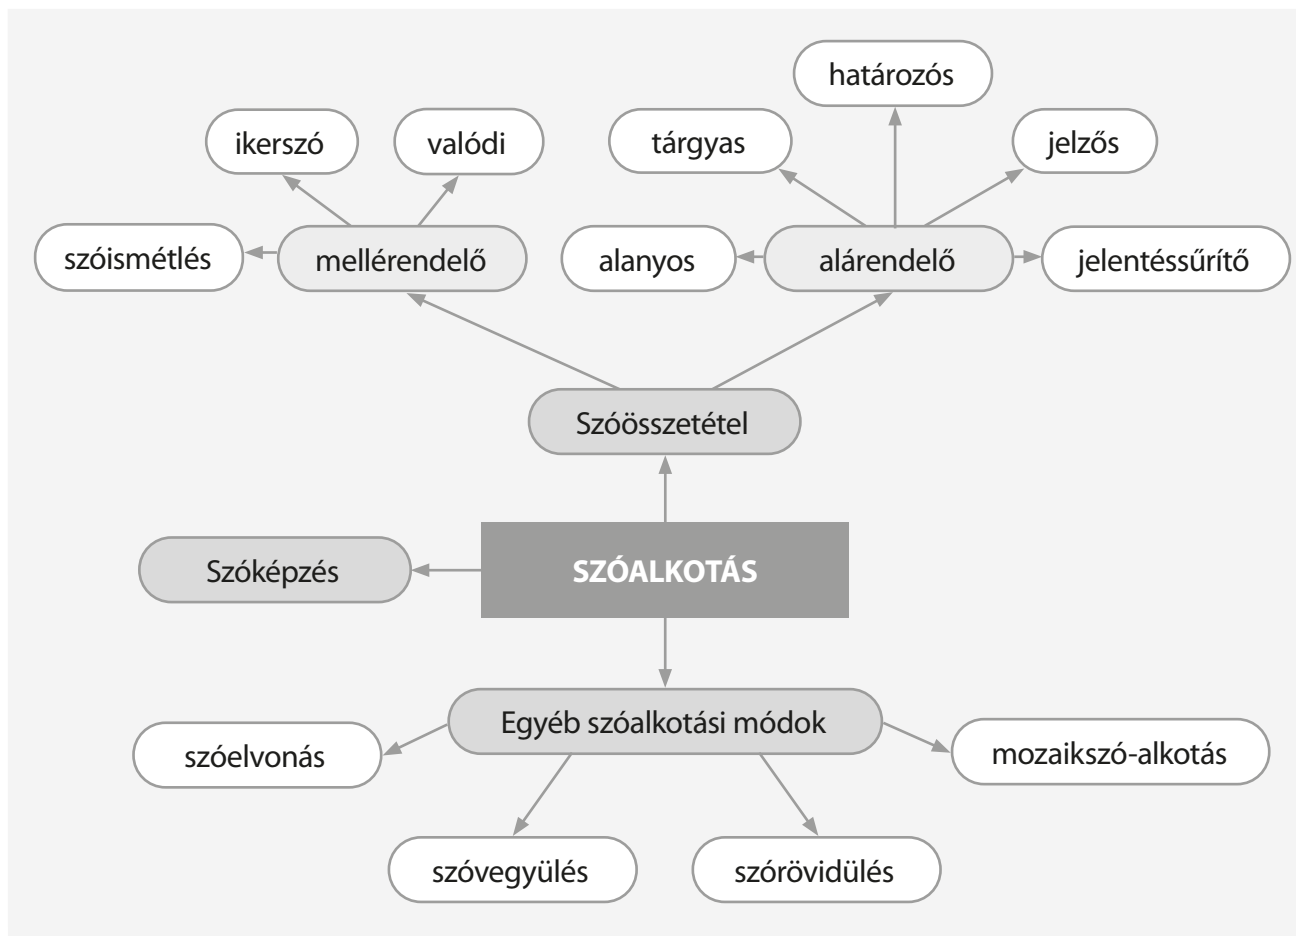 határozós
ikerszó
valódi
tárgyas
jelzős
szóismétlés
mellérendelő
alanyos
alárendelő
jelentéssűrítő
Szóösszetétel
Szóképzés
SZÓALKOTÁS
Egyéb szóalkotási módok
szóelvonás
mozaikszó-alkotás
szóvegyülés
szórövidülés